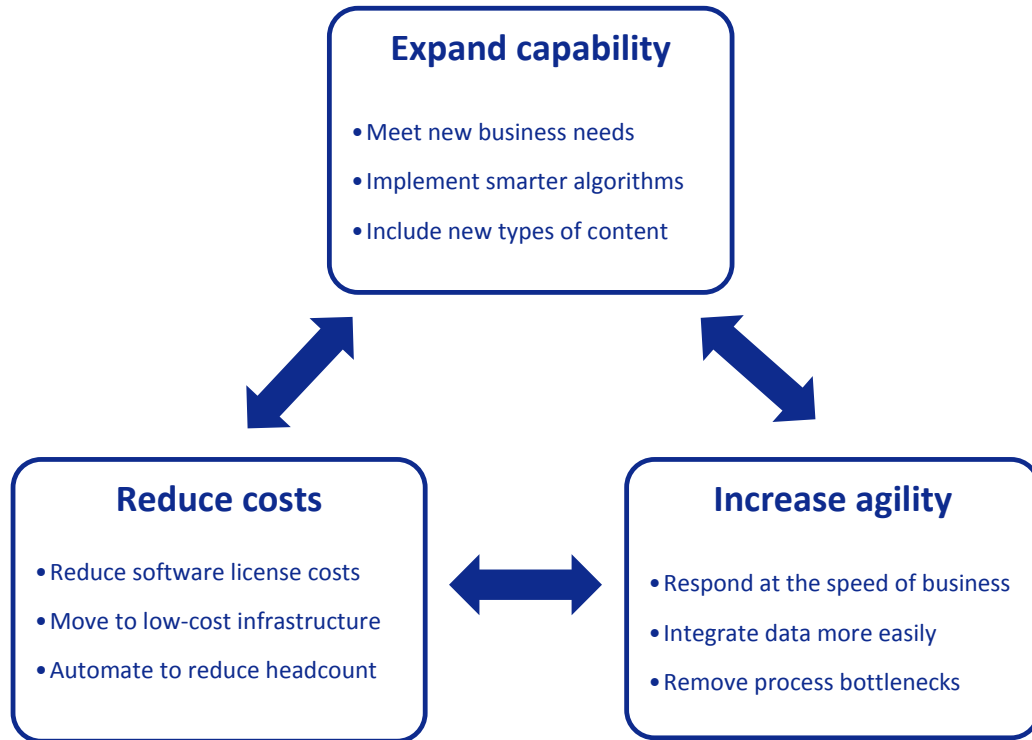 Expand capability
•Meet new business needs
•Implement smarter algorithms
•Include new types of content
Reduce costs
•Reduce software license costs
•Move to low-cost infrastructure
•Automate to reduce headcount
Increase agility
•Respond at the speed of business
•Integrate data more easily
•Remove process bottlenecks